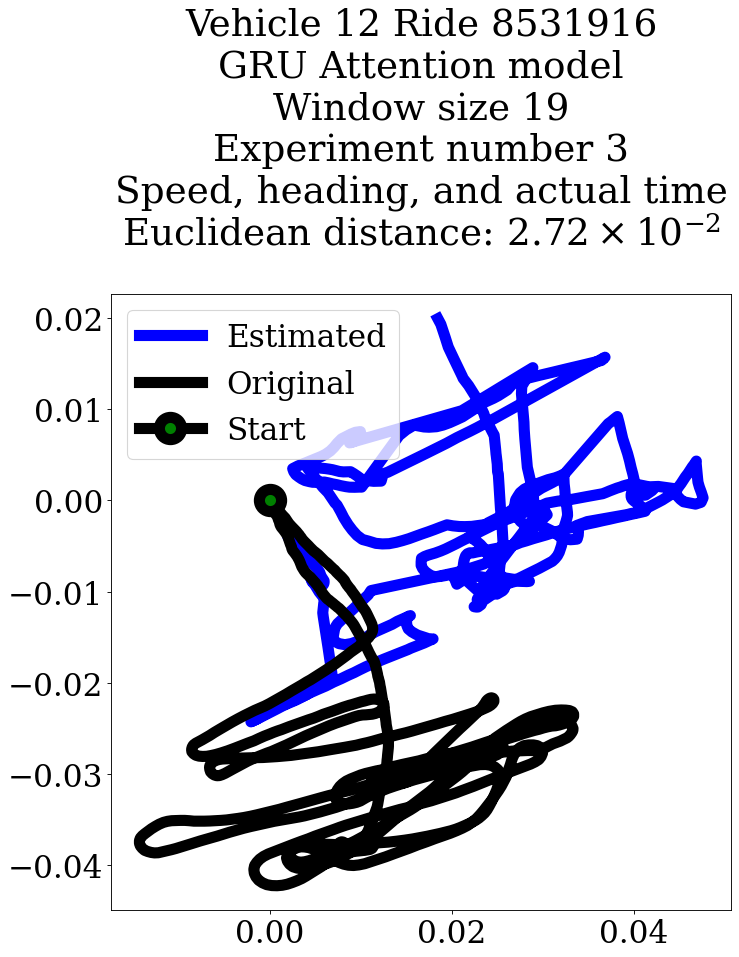 Vehicle 12 Ride 8531916
GRU Attention model
Window size 19
Experiment number 3
Speed, heading, and actual time
Euclidean distance: 2.72 × 10⁻²
Estimated
Original
Start
0.02
0.01
0.00
−0.01
−0.02
−0.03
−0.04
0.00 0.02 0.04